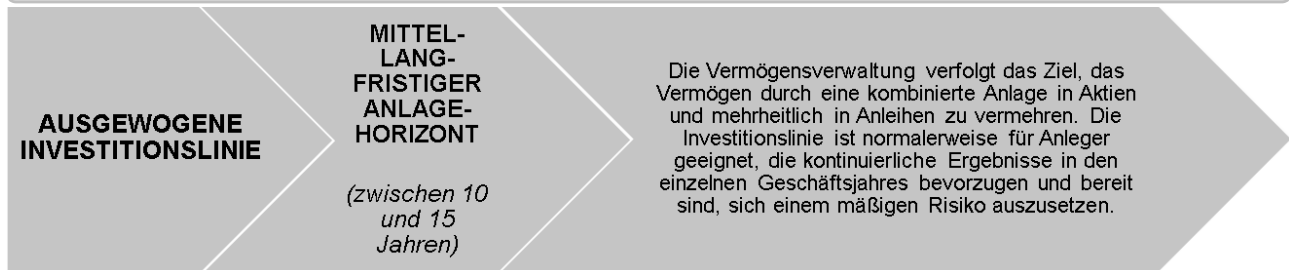 AUSGEWOGENE
INVESTITIONSLINIE
MITTEL-
LANG-
FRISTIGER
ANLAGE-
HORIZONT
(zwischen 10
und 15
Jahren)
Die Vermögensverwaltung verfolgt das Ziel, das
Vermögen durch eine kombinierte Anlage in Aktien
und mehrheitlich in Anleihen zu vermehren. Die
Investitionslinie ist normalerweise für Anleger
geeignet, die kontinuierliche Ergebnisse in den
einzelnen Geschäftsjahres bevorzugen und bereit
sind, sich einem mäßigen Risiko auszusetzen.